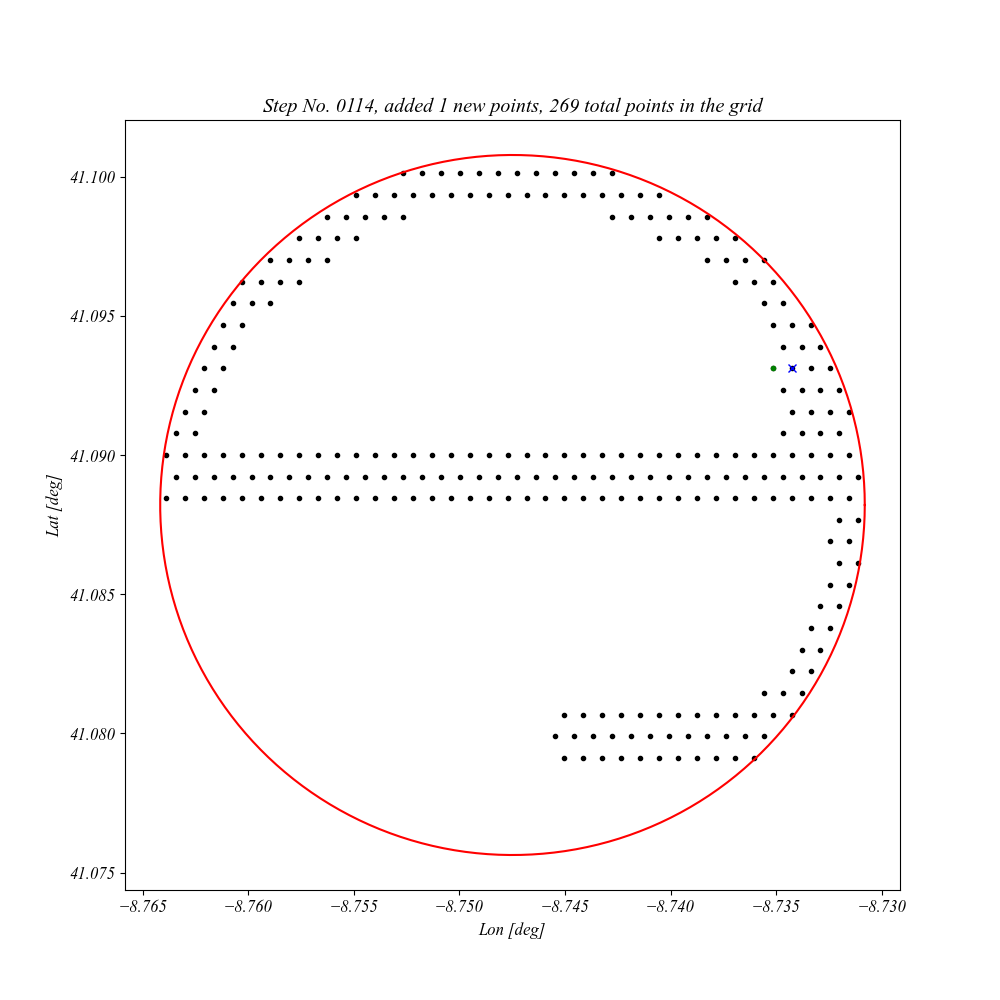 Step No. 0114, added 1 new points, 269 total points in the grid
41.100
41.095
41.090
41.085
41.080
41.075
Lat [deg]
−8.765 −8.760 −8.755 −8.750 −8.745 −8.740 −8.735 −8.730
Lon [deg]